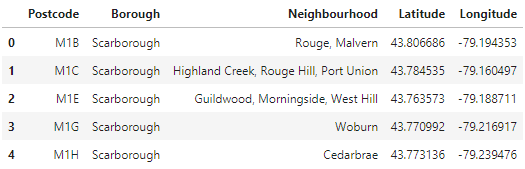 Postcode Borough Neighbourhood Latitude Longitude
0 M1B Scarborough Rouge, Malvern 43.806686 -79.194353
1 M1C Scarborough Highland Creek, Rouge Hill, Port Union 43.784535 -79.160497
2 M1E Scarborough Guildwood, Morningside, West Hill 43.763573 -79.188711
3 M1G Scarborough Woburn 43.770992 -79.216917
4 M1H Scarborough Cedarbrae 43.773136 -79.239476